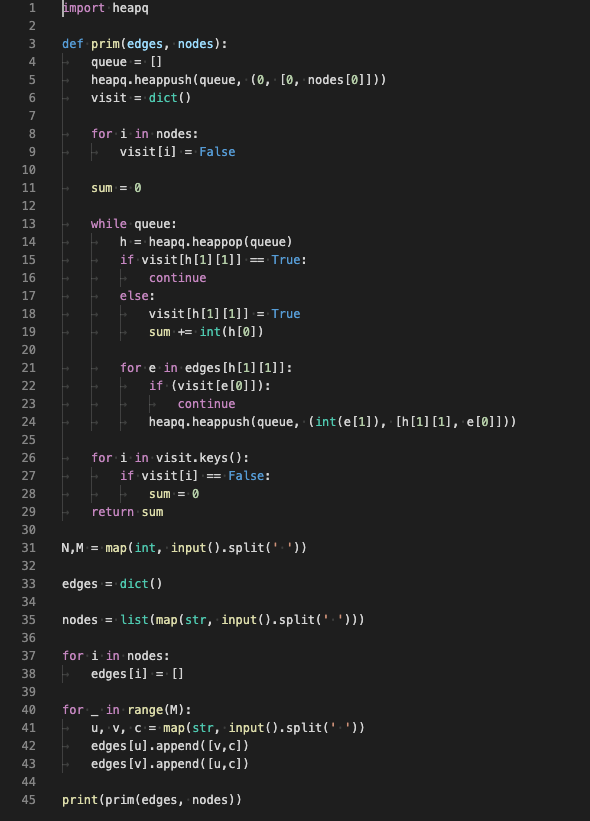 1 import heapq
2
3 def prim(edges, nodes):
4     queue = []
5     heapq.heappush(queue, (0, [0, nodes[0]]))
6     visit = dict()
7
8     for i in nodes:
9         visit[i] = False
10
11     sum = 0
12
13     while queue:
14         h = heapq.heappop(queue)
15         if visit[h[1][1]] == True:
16             continue
17         else:
18             visit[h[1][1]] = True
19             sum += int(h[0])
20
21         for e in edges[h[1][1]]:
22             if (visit[e[0]]):
23                 continue
24             heapq.heappush(queue, (int(e[1]), [h[1][1], e[0]]))
25
26     for i in visit.keys():
27         if visit[i] == False:
28             sum = 0
29     return sum
30
31 N,M = map(int, input().split(' '))
32
33 edges = dict()
34
35 nodes = list(map(str, input().split(' ')))
36
37 for i in nodes:
38     edges[i] = []
39
40 for _ in range(M):
41     u, v, c = map(str, input().split(' '))
42     edges[u].append([v,c])
43     edges[v].append([u,c])
44
45 print(prim(edges, nodes))